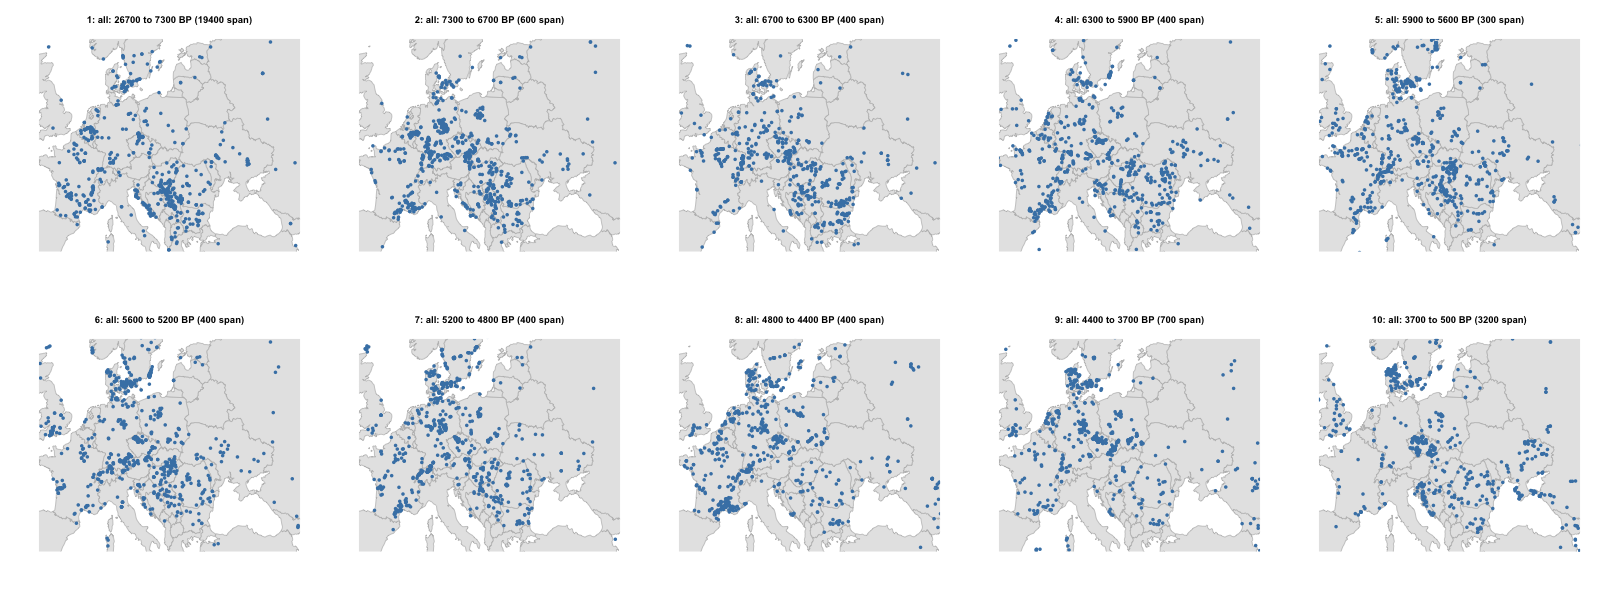 1: all: 26700 to 7300 BP (19400 span)
2: all: 7300 to 6700 BP (600 span)
3: all: 6700 to 6300 BP (400 span)
4: all: 6300 to 5900 BP (400 span)
5: all: 5900 to 5600 BP (300 span)
6: all: 5600 to 5200 BP (400 span)
7: all: 5200 to 4800 BP (400 span)
8: all: 4800 to 4400 BP (400 span)
9: all: 4400 to 3700 BP (700 span)
10: all: 3700 to 500 BP (3200 span)